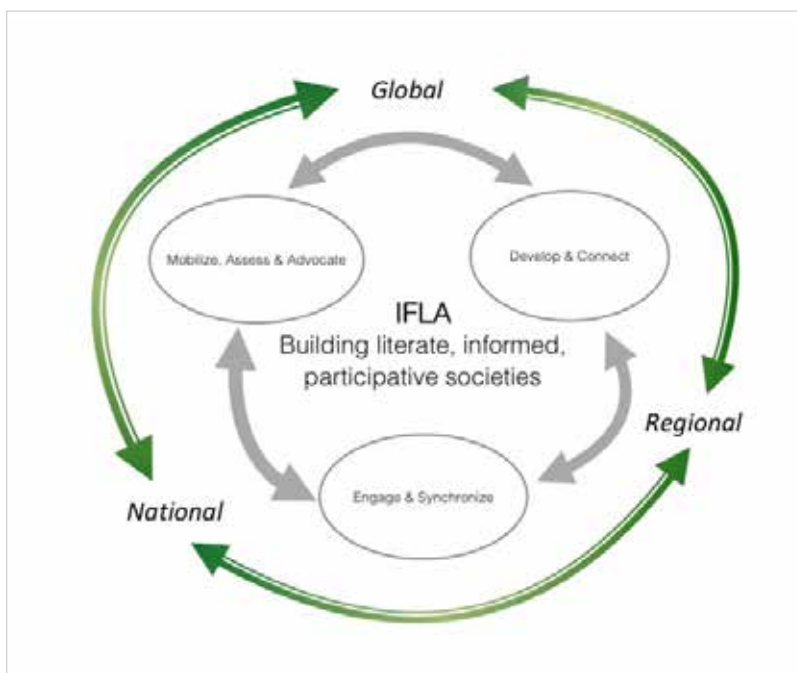 Global
Mobilize, Assess & Advocate
Develop & Connect
IFLA
Building literate, informed,
participative societies
Regional
Engage & Synchronize
National